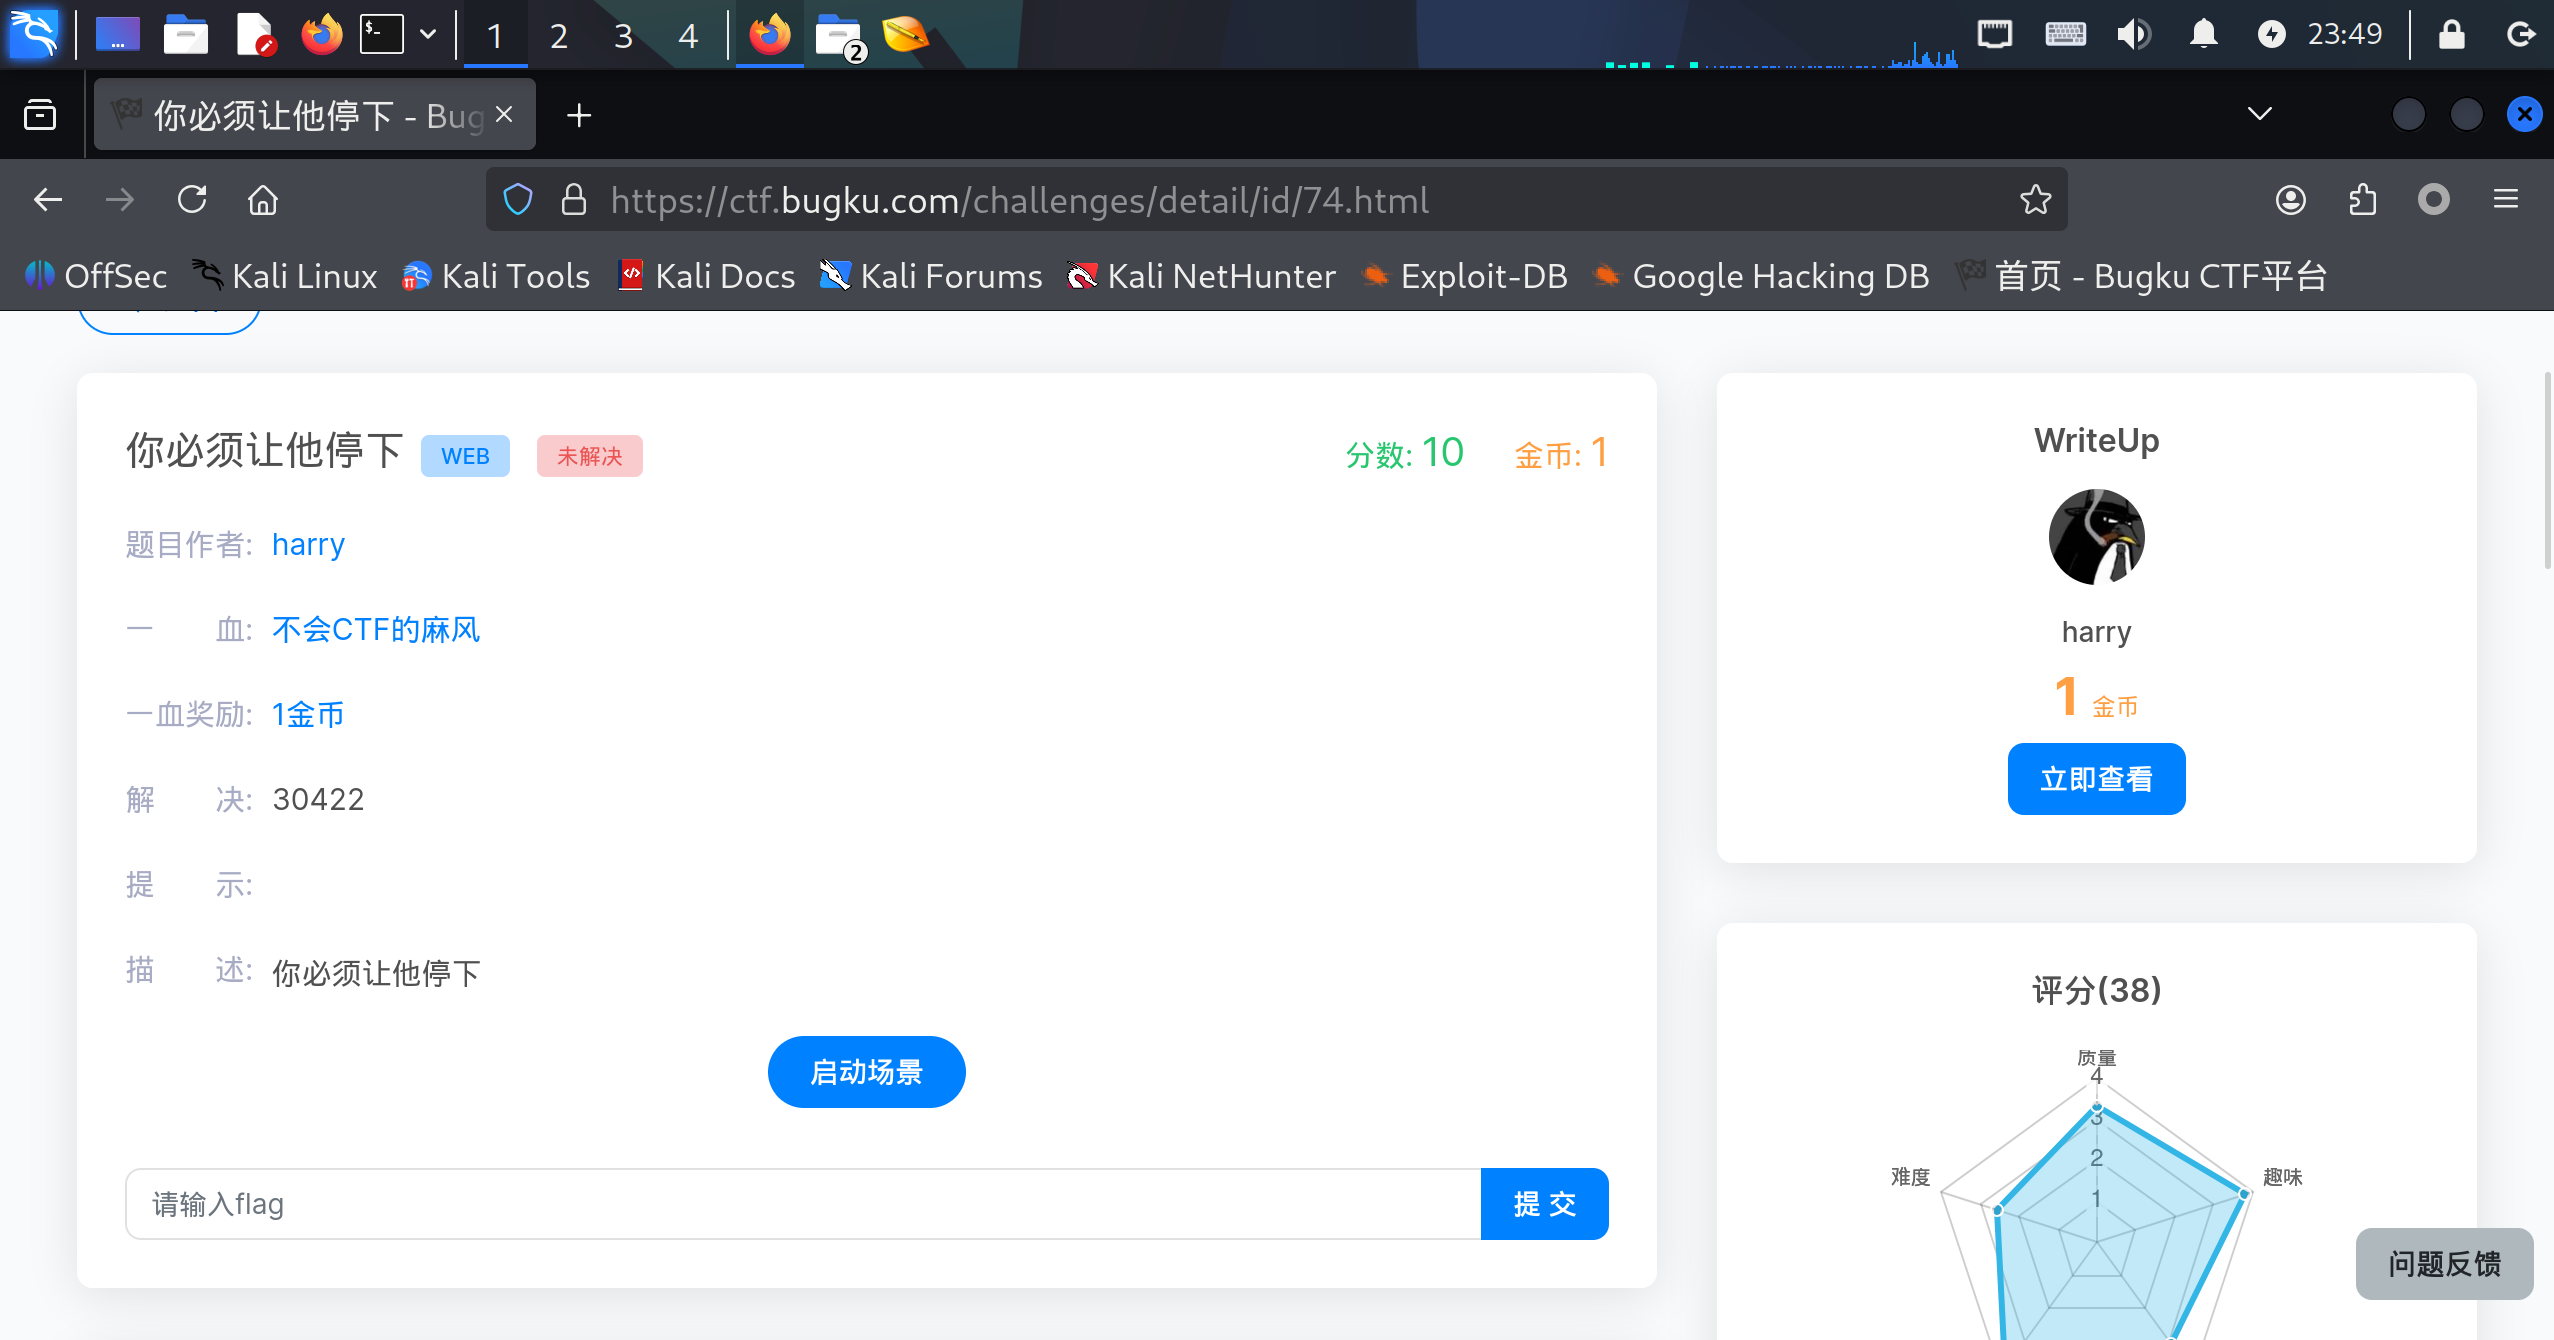 1 2 3 4 2 23:49
你必须让他停下 - Bug
https://ctf.bugku.com/challenges/detail/id/74.html
OffSec Kali Linux Kali Tools Kali Docs Kali Forums Kali NetHunter Exploit-DB Google Hacking DB 首页 - Bugku CTF平台
你必须让他停下 WEB 未解决 分数: 10 金币: 1
题目作者: harry
一 血: 不会CTF的麻风
一血奖励: 1金币
解 决: 30422
提 示:
描 述: 你必须让他停下
启动场景
请输入flag 提 交
WriteUp
harry
1 金币
立即查看
评分(38)
质量
4
3
2
1
难度 趣味
问题反馈